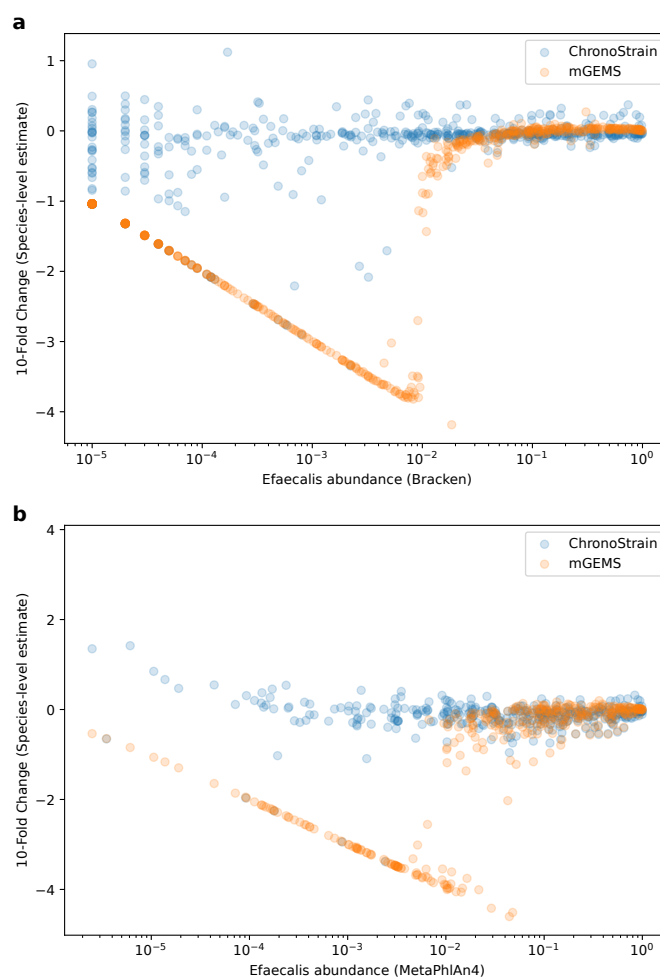 a
ChronoStrain
mGEMS
10-Fold Change (Species-level estimate)
1
0
−1
−2
−3
−4
10⁻⁵ 10⁻⁴ 10⁻³ 10⁻² 10⁻¹ 10⁰
Efaecalis abundance (Bracken)
b
ChronoStrain
mGEMS
10-Fold Change (Species-level estimate)
4
2
0
−2
−4
10⁻⁵ 10⁻⁴ 10⁻³ 10⁻² 10⁻¹ 10⁰
Efaecalis abundance (MetaPhlAn4)